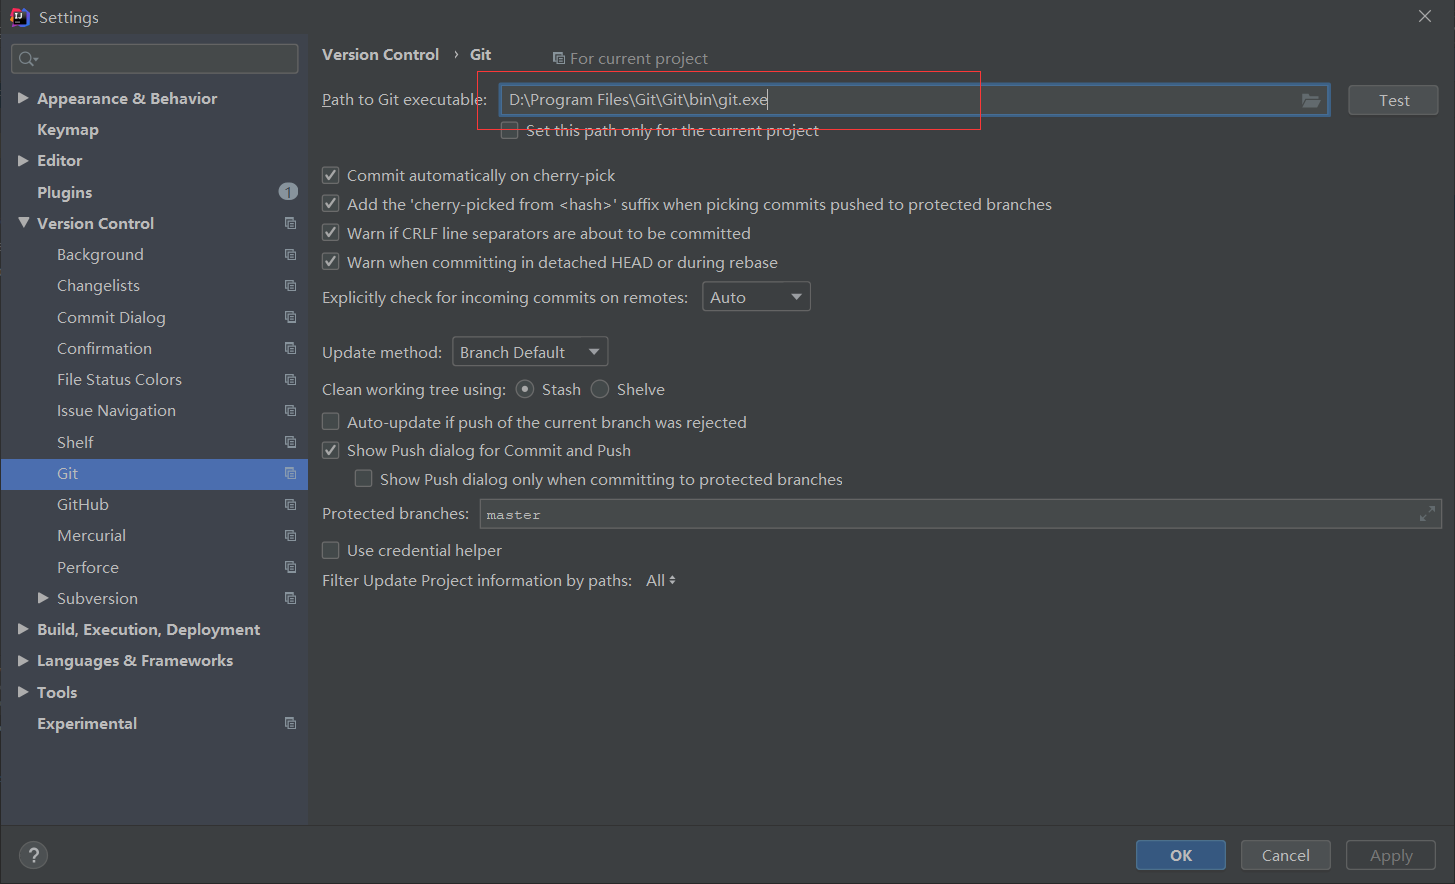 Settings
Version Control › Git
For current project
Path to Git executable: D:\Program Files\Git\Git\bin\git.exe
Test
Set this path only for the current project
Appearance & Behavior
Keymap
Editor
Plugins 1
Version Control
Background
Changelists
Commit Dialog
Confirmation
File Status Colors
Issue Navigation
Shelf
Git
GitHub
Mercurial
Perforce
Subversion
Build, Execution, Deployment
Languages & Frameworks
Tools
Experimental
Commit automatically on cherry-pick
Add the 'cherry-picked from <hash>' suffix when picking commits pushed to protected branches
Warn if CRLF line separators are about to be committed
Warn when committing in detached HEAD or during rebase
Explicitly check for incoming commits on remotes: Auto
Update method: Branch Default
Clean working tree using: Stash Shelve
Auto-update if push of the current branch was rejected
Show Push dialog for Commit and Push
Show Push dialog only when committing to protected branches
Protected branches: master
Use credential helper
Filter Update Project information by paths: All
?
OK
Cancel
Apply